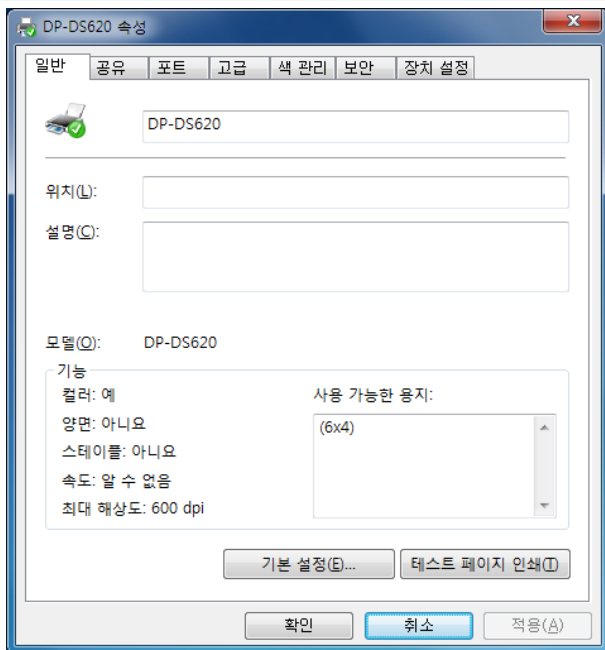 DP-DS620 속성
일반 공유 포트 고급 색 관리 보안 장치 설정
DP-DS620
위치(L):
설명(C):
모델(O): DP-DS620
기능
컬러: 예 사용 가능한 용지:
양면: 아니요 (6x4)
스테이플: 아니요
속도: 알 수 없음
최대 해상도: 600 dpi
기본 설정(E)... 테스트 페이지 인쇄(T)
확인 취소 적용(A)